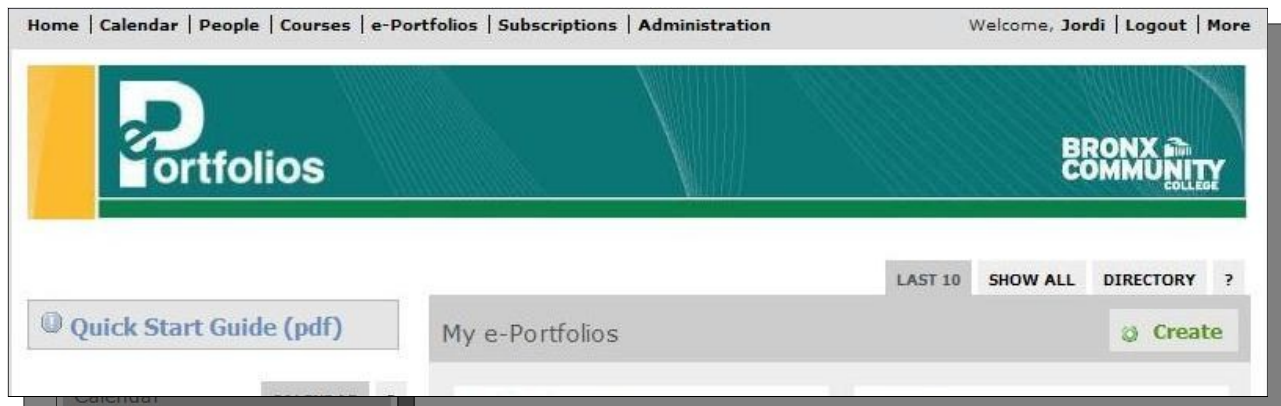 Home | Calendar | People | Courses | e-Portfolios | Subscriptions | Administration
Welcome, Jordi | Logout | More
ePortfolios
BRONX
COMMUNITY
COLLEGE
LAST 10 SHOW ALL DIRECTORY ?
Quick Start Guide (pdf)
My e-Portfolios
Create
Calendar